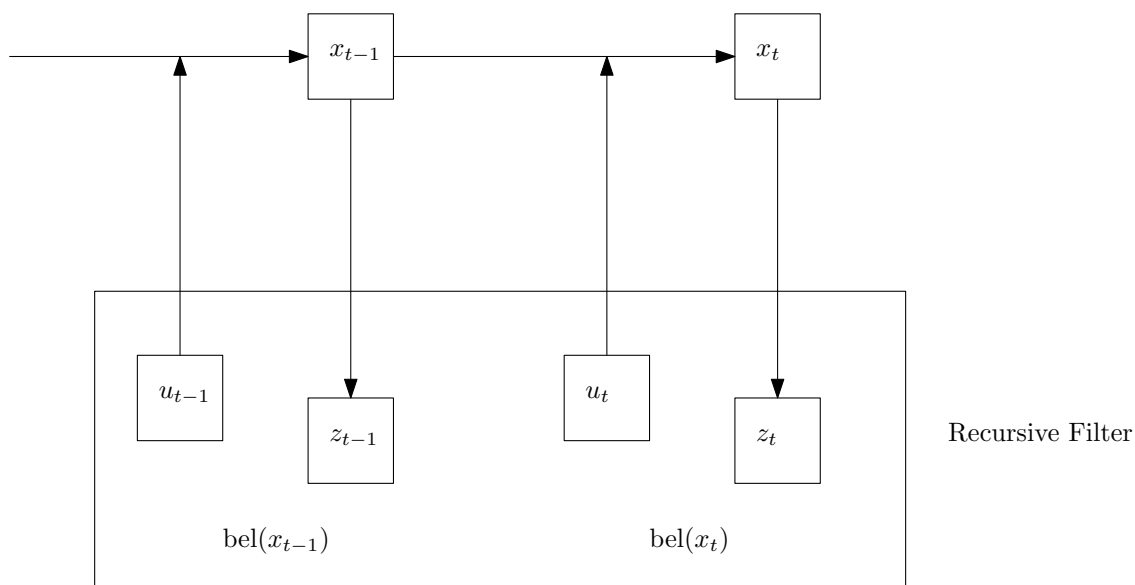 x_{t−1}
x_t
u_{t−1}
u_t
z_{t−1}
z_t
Recursive Filter
bel(x_{t−1})
bel(x_t)